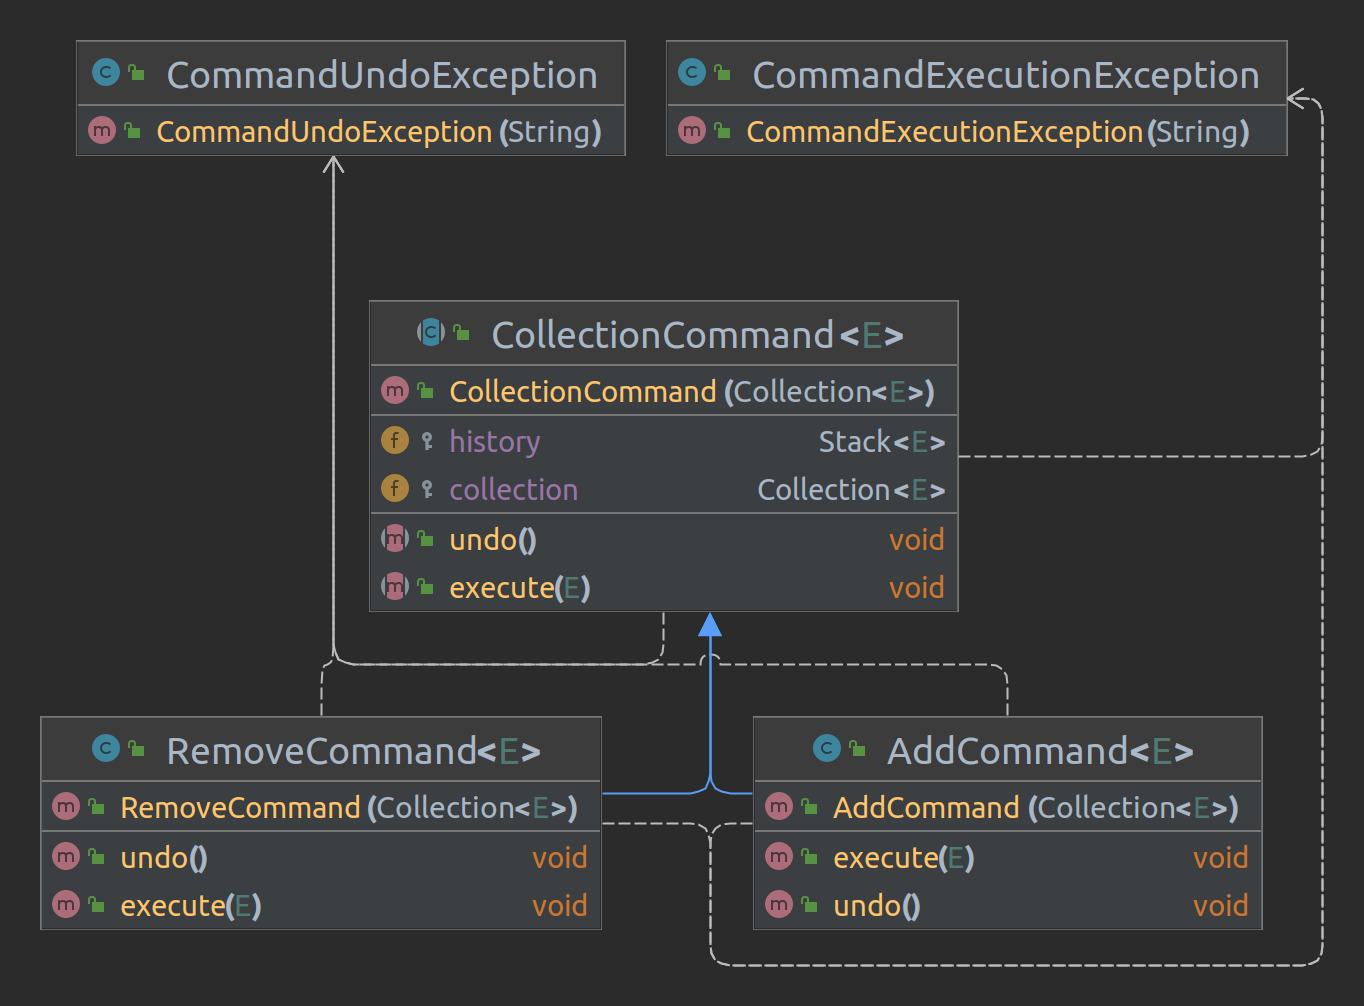 CommandUndoException
CommandUndoException(String)
CommandExecutionException
CommandExecutionException(String)
CollectionCommand<E>
CollectionCommand(Collection<E>)
history Stack<E>
collection Collection<E>
undo() void
execute(E) void
RemoveCommand<E>
RemoveCommand(Collection<E>)
undo() void
execute(E) void
AddCommand<E>
AddCommand(Collection<E>)
execute(E) void
undo() void